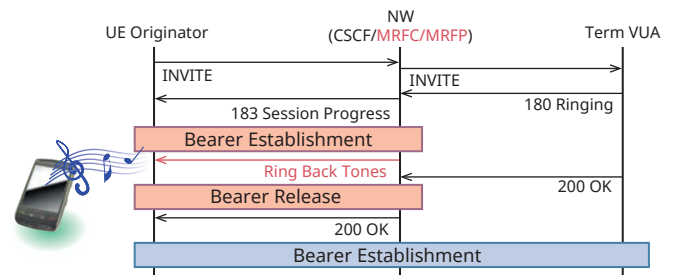 NW
UE Originator
(CSCF/MRFC/MRFP)
Term VUA
INVITE
INVITE
180 Ringing
183 Session Progress
Bearer Establishment
Ring Back Tones
200 OK
Bearer Release
200 OK
Bearer Establishment